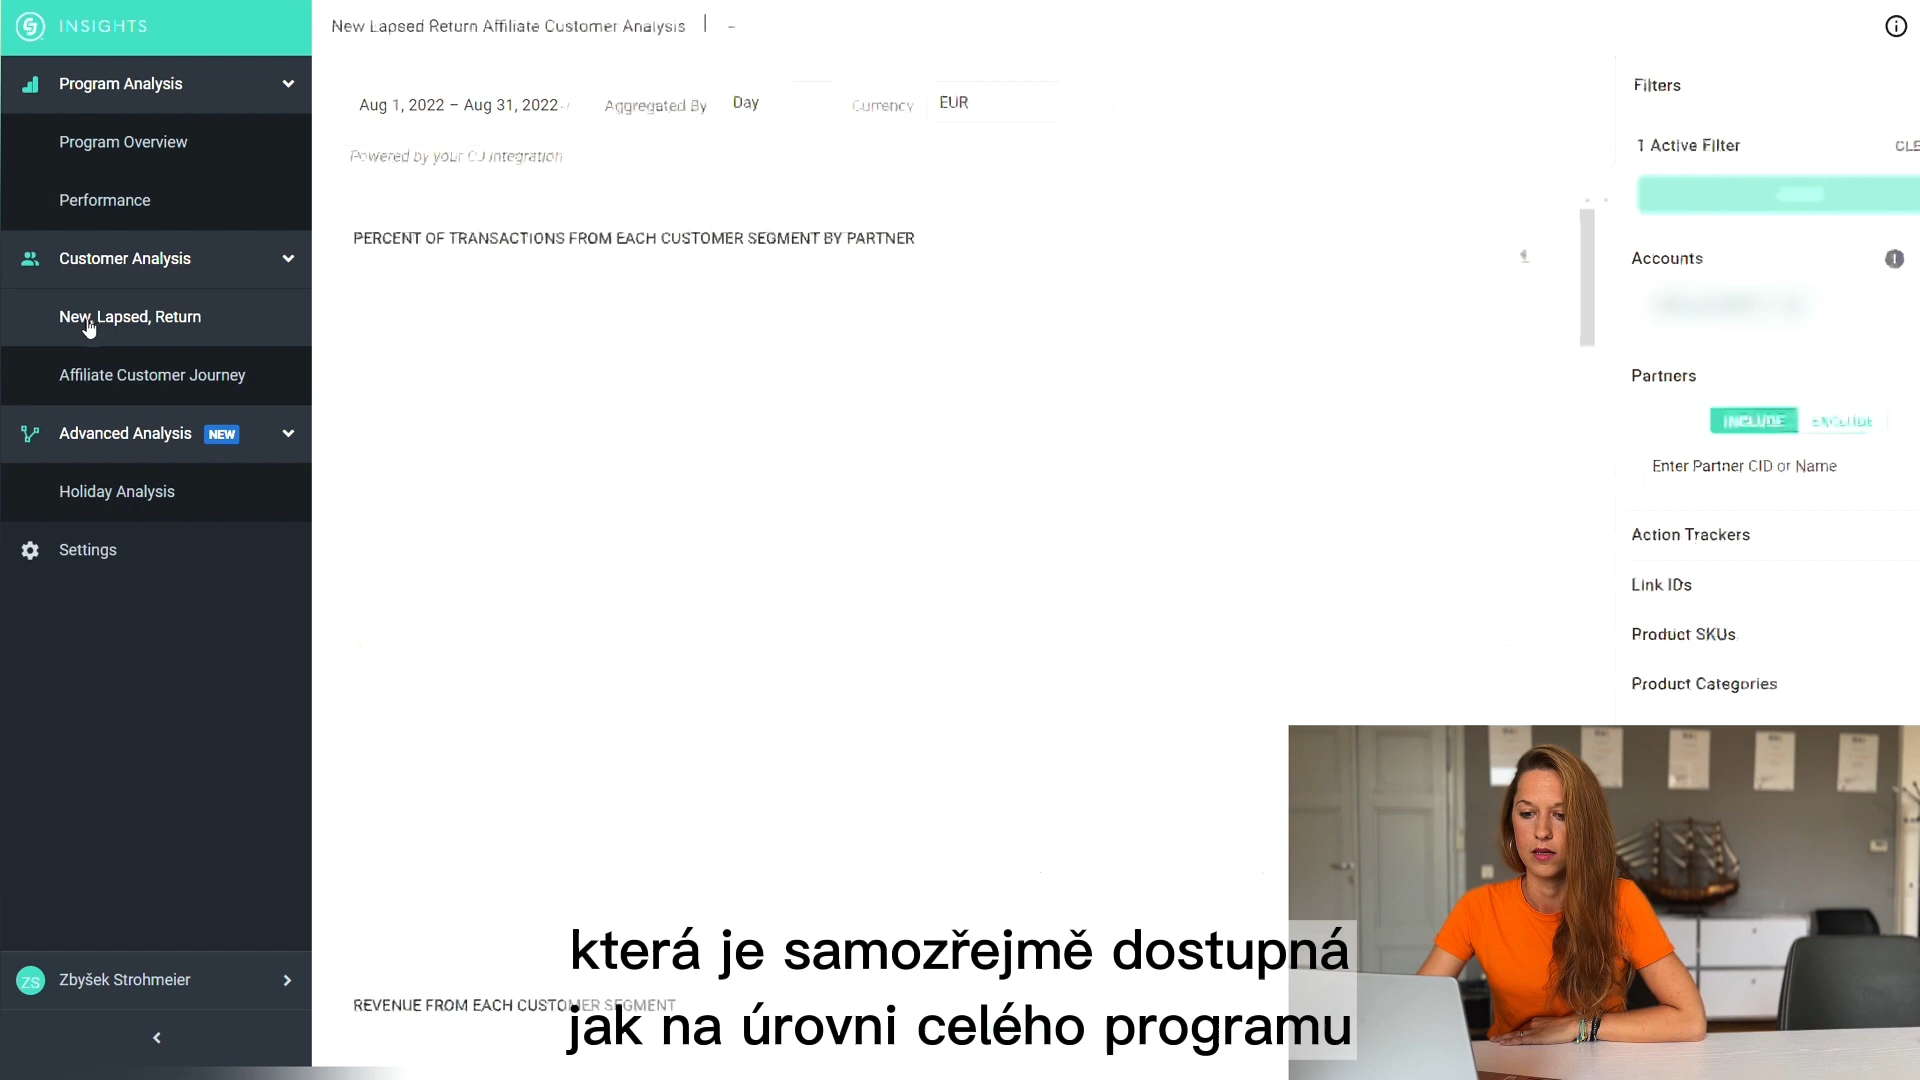 INSIGHTS
Program Analysis
Program Overview
Performance
Customer Analysis
New, Lapsed, Return
Affiliate Customer Journey
Advanced Analysis NEW
Holiday Analysis
Settings
ZS Zbyšek Strohmeier
New Lapsed Return Affiliate Customer Analysis
Aug 1, 2022 – Aug 31, 2022 Aggregated By Day Currency EUR
Powered by your CJ integration
PERCENT OF TRANSACTIONS FROM EACH CUSTOMER SEGMENT BY PARTNER
REVENUE FROM EACH CUSTOMER SEGMENT
Filters
1 Active Filter CLE
Accounts
Partners
INCLUDE EXCLUDE
Enter Partner CID or Name
Action Trackers
Link IDs
Product SKUs
Product Categories
která je samozřejmě dostupná
jak na úrovni celého programu